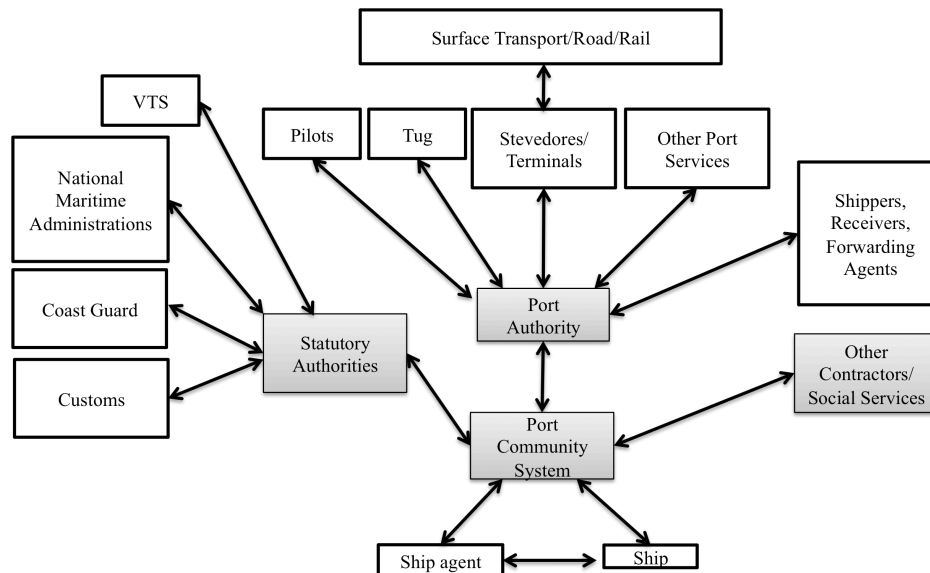 Surface Transport/Road/Rail
VTS
Pilots
Tug
Stevedores/
Terminals
Other Port
Services
National
Maritime
Administrations
Shippers,
Receivers,
Forwarding
Agents
Coast Guard
Port
Authority
Statutory
Authorities
Other
Contractors/
Social Services
Customs
Port
Community
System
Ship agent
Ship